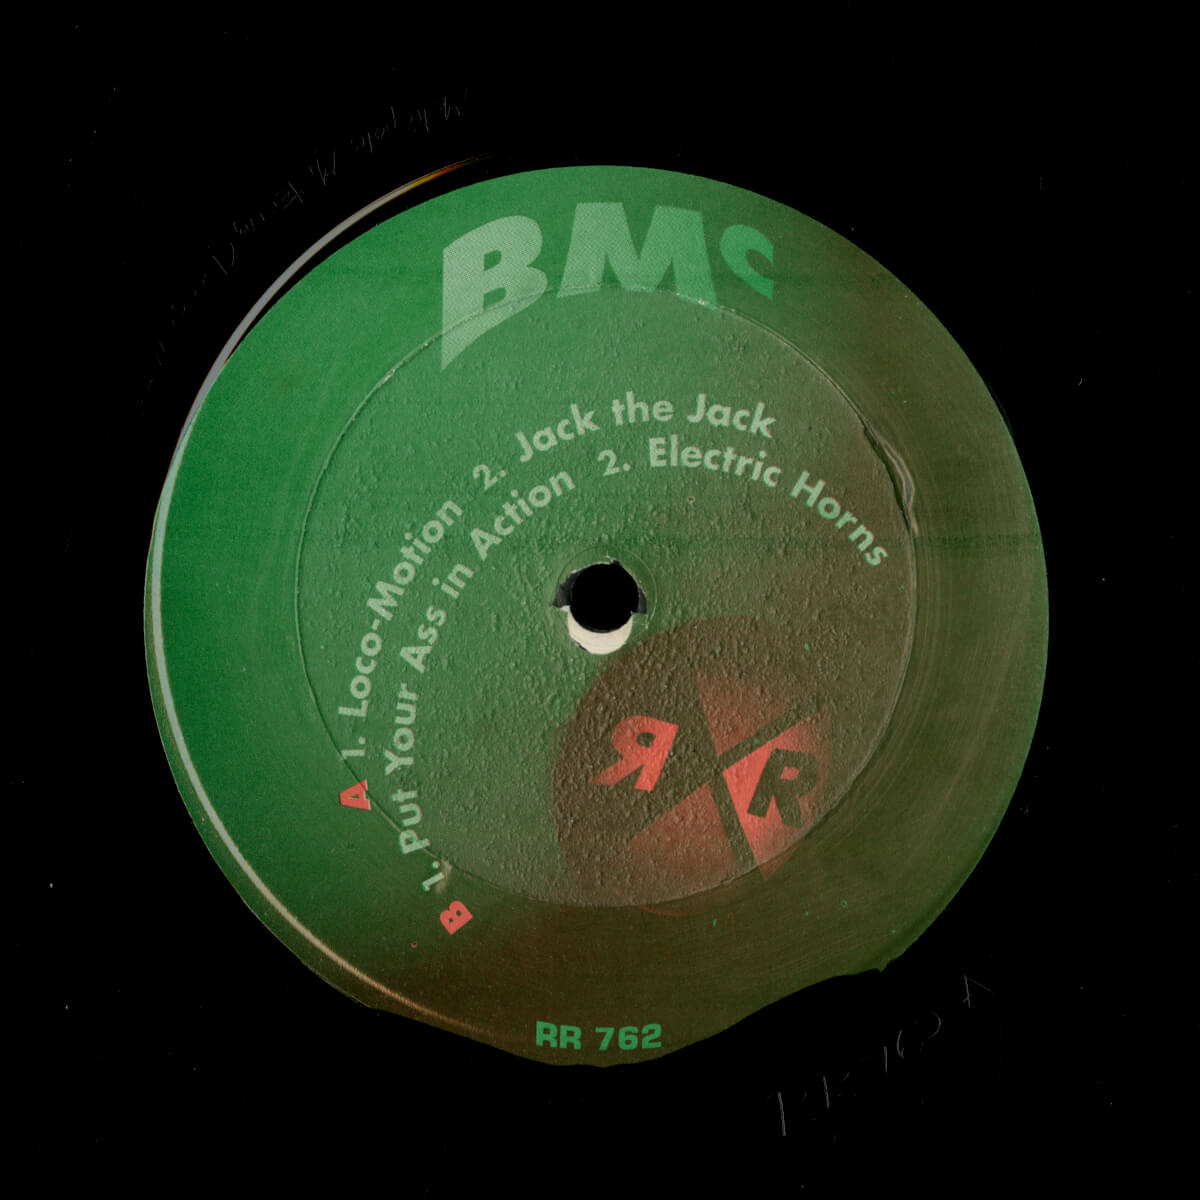 BMc
A 1. Loco-Motion 2. Jack the Jack
B 1. Put Your Ass in Action 2. Electric Horns
R R
RR 762